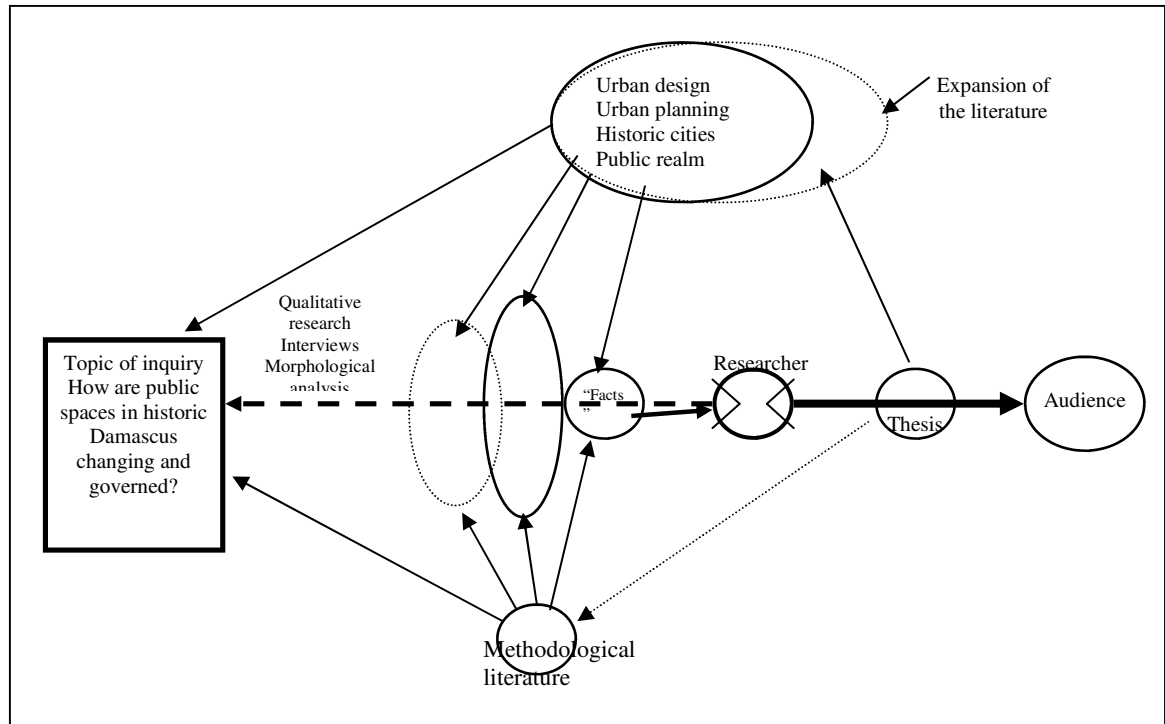 Urban design
Urban planning
Historic cities
Public realm
Expansion of
the literature
Qualitative
research
Interviews
Morphological
analysis
Topic of inquiry
How are public
spaces in historic
Damascus
changing and
governed?
“Facts
”
Researcher
Thesis
Audience
Methodological
literature